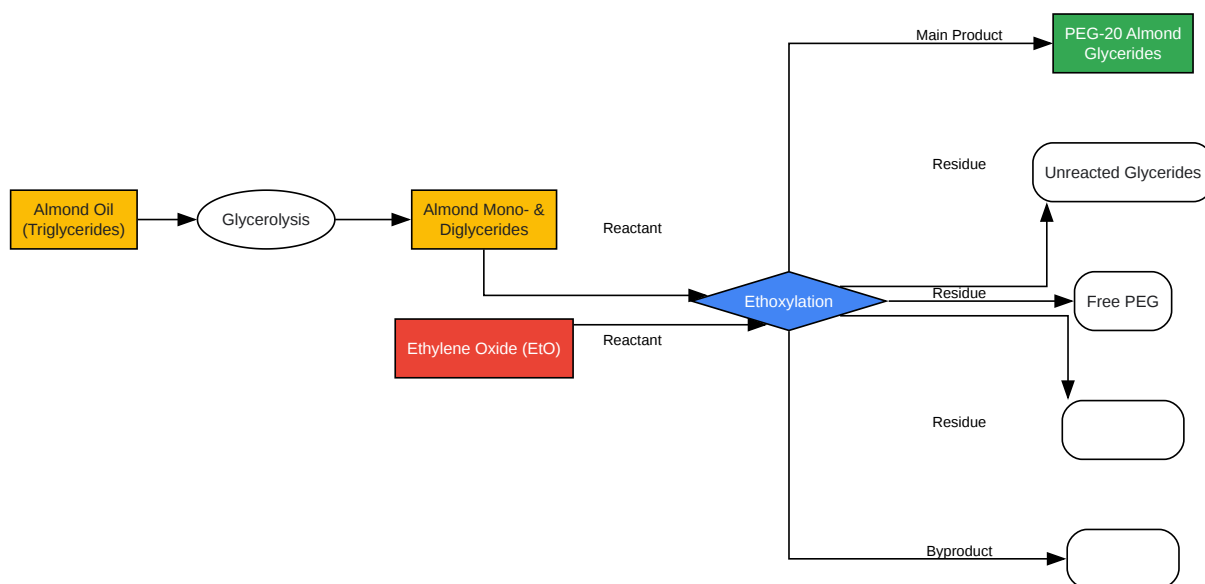 Main Product
PEG-20 Almond
Glycerides
Residue
Unreacted Glycerides
Almond Oil
(Triglycerides)
Glycerolysis
Almond Mono- &
Diglycerides
Reactant
Ethoxylation
Residue
Free PEG
Ethylene Oxide (EtO)
Reactant
Residue
Byproduct